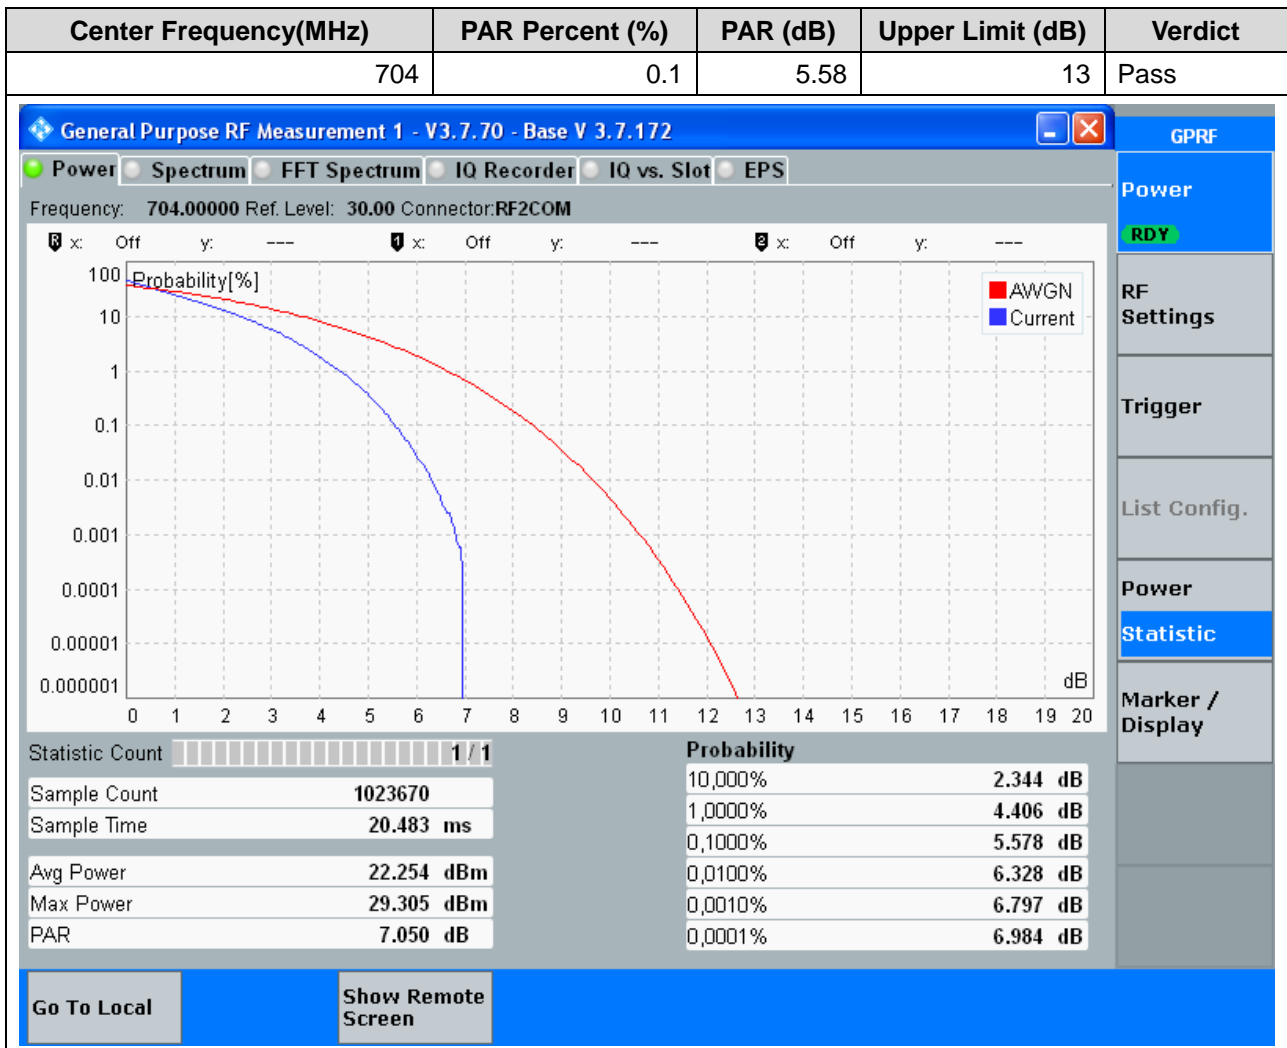 Center Frequency(MHz) PAR Percent (%) PAR (dB) Upper Limit (dB) Verdict
704 0.1 5.58 13 Pass
General Purpose RF Measurement 1 - V3.7.70 - Base V 3.7.172
GPRF
Power Spectrum FFT Spectrum IQ Recorder IQ vs. Slot EPS
Frequency: 704.00000 Ref. Level: 30.00 Connector:RF2COM
R x: Off y: --- 1 x: Off y: --- 2 x: Off y: ---
Probability[%]
100
10
1
0.1
0.01
0.001
0.0001
0.00001
0.000001
AWGN
Current
dB
0 1 2 3 4 5 6 7 8 9 10 11 12 13 14 15 16 17 18 19 20
Statistic Count 1 / 1
Sample Count 1023670
Sample Time 20.483 ms
Avg Power 22.254 dBm
Max Power 29.305 dBm
PAR 7.050 dB
Probability
10,000% 2.344 dB
1,0000% 4.406 dB
0,1000% 5.578 dB
0,0100% 6.328 dB
0,0010% 6.797 dB
0,0001% 6.984 dB
Power
RDY
RF
Settings
Trigger
List Config.
Power
Statistic
Marker /
Display
Go To Local
Show Remote
Screen